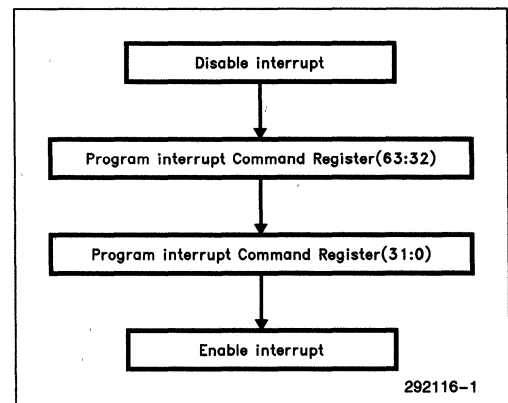 Disable interrupt
Program interrupt Command Register(63:32)
Program interrupt Command Register(31:0)
Enable interrupt
292116-1